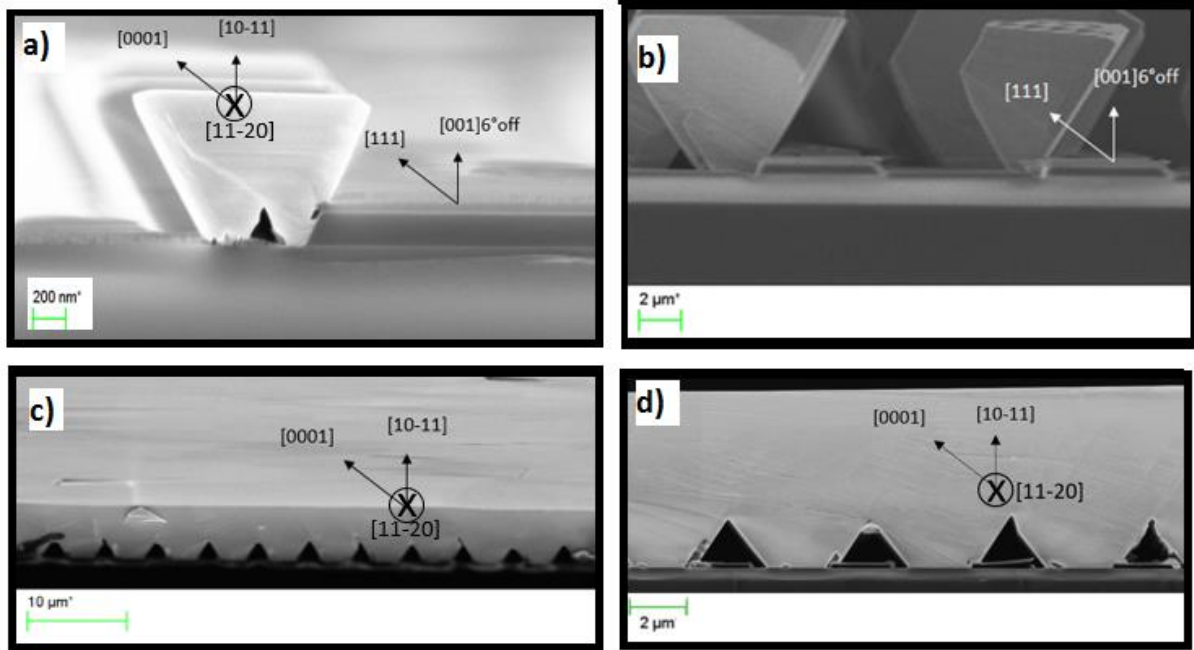 a)
[0001]
[10-11]
[11-20]
[111]
[001]6°off
200 nm*
b)
[111]
[001]6°off
2 µm*
c)
[0001]
[10-11]
[11-20]
10 µm*
d)
[0001]
[10-11]
[11-20]
2 µm